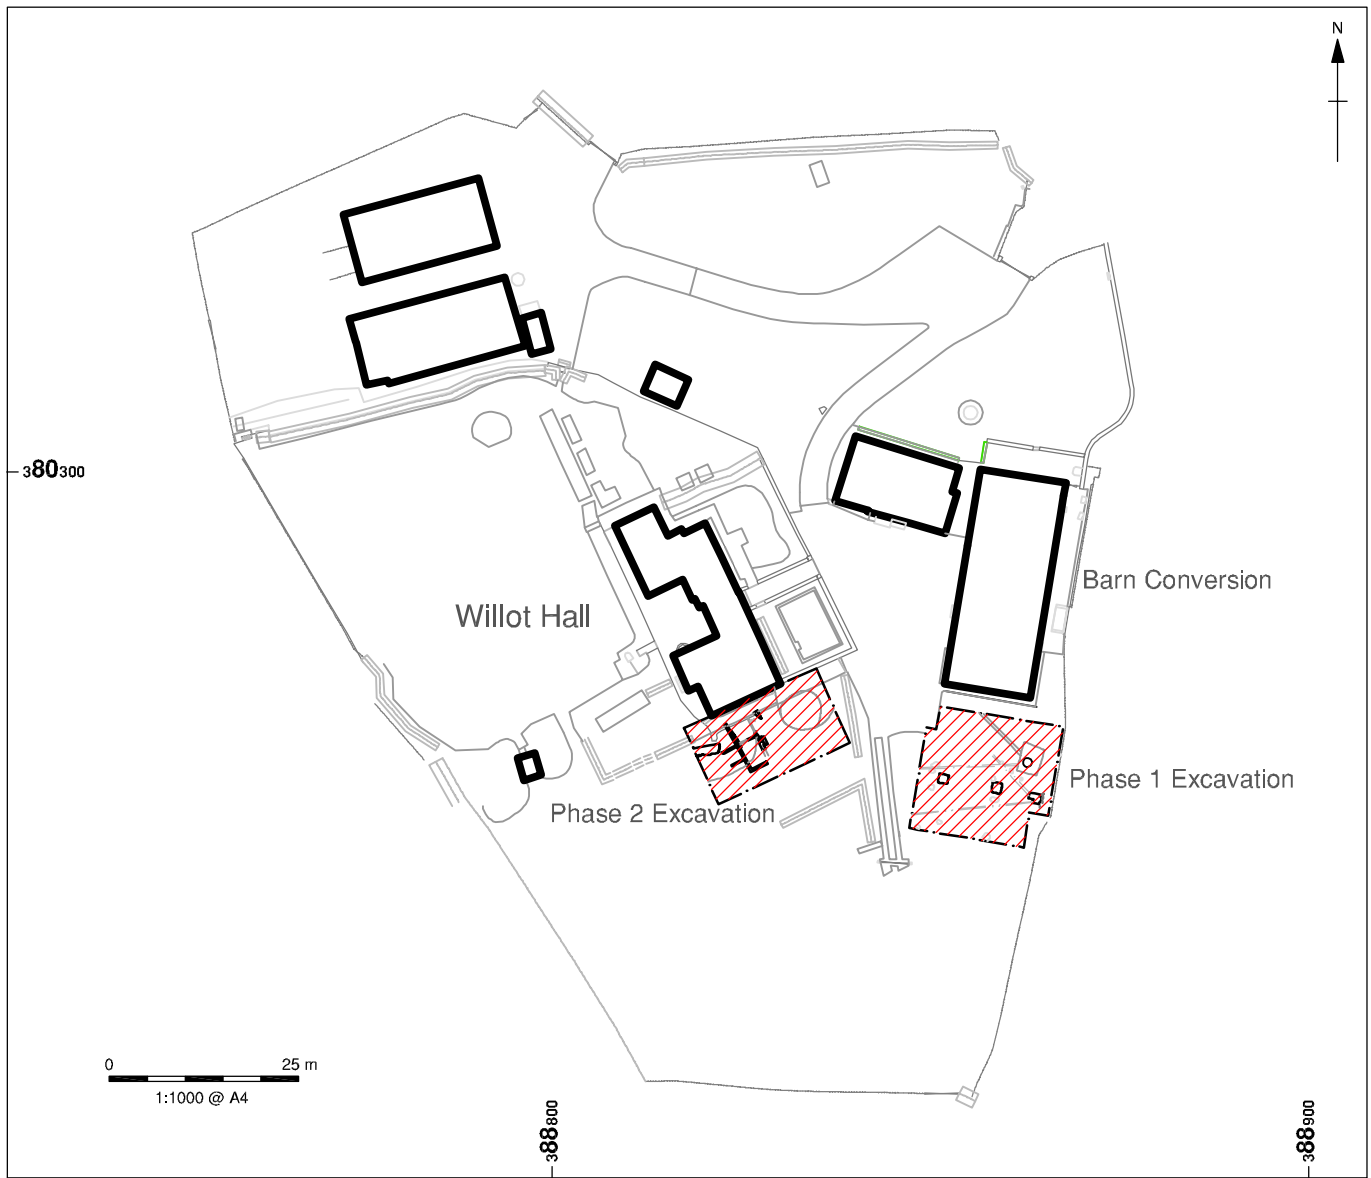 N
380300
Barn Conversion
Willot Hall
Phase 1 Excavation
Phase 2 Excavation
0 25 m
1:1000 @ A4
388800
388900